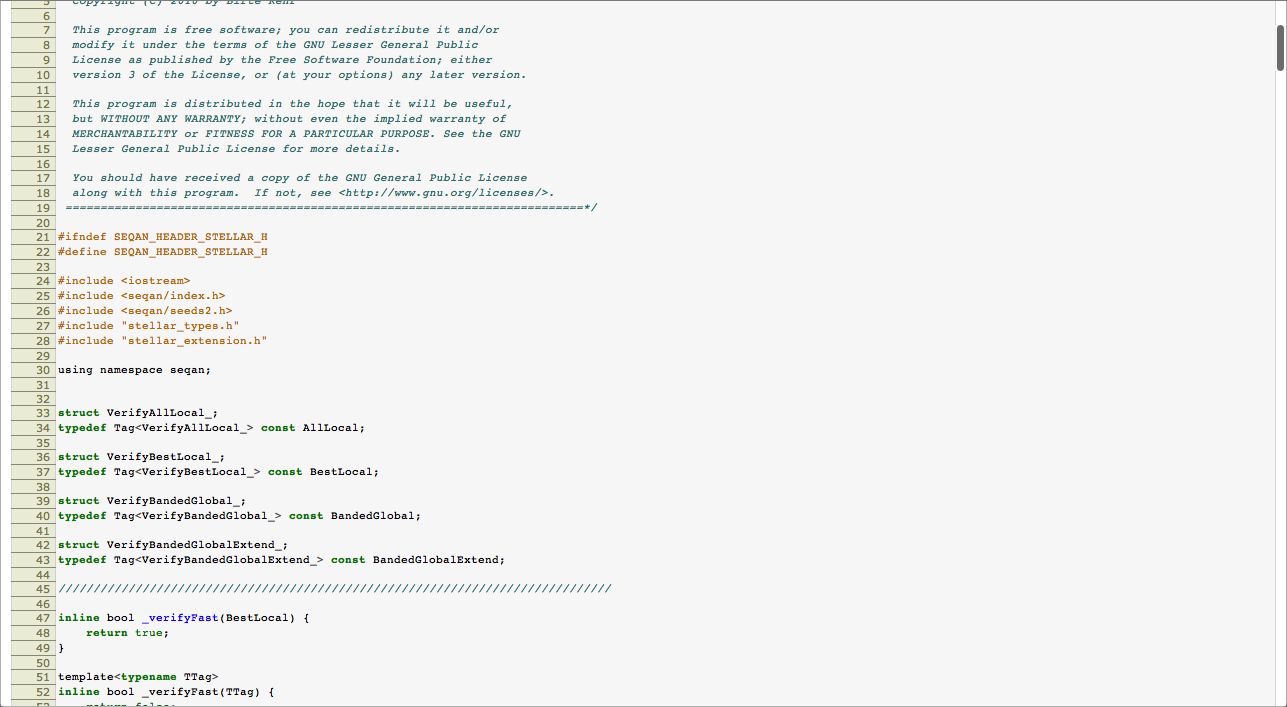 5   Copyright (C) 2010 by Birte Kehr
6
7   This program is free software; you can redistribute it and/or
8   modify it under the terms of the GNU Lesser General Public
9   License as published by the Free Software Foundation; either
10   version 3 of the License, or (at your options) any later version.
11
12   This program is distributed in the hope that it will be useful,
13   but WITHOUT ANY WARRANTY; without even the implied warranty of
14   MERCHANTABILITY or FITNESS FOR A PARTICULAR PURPOSE. See the GNU
15   Lesser General Public License for more details.
16
17   You should have received a copy of the GNU General Public License
18   along with this program.  If not, see <http://www.gnu.org/licenses/>.
19  ==========================================================================*/
20
21 #ifndef SEQAN_HEADER_STELLAR_H
22 #define SEQAN_HEADER_STELLAR_H
23
24 #include <iostream>
25 #include <seqan/index.h>
26 #include <seqan/seeds2.h>
27 #include "stellar_types.h"
28 #include "stellar_extension.h"
29
30 using namespace seqan;
31
32
33 struct VerifyAllLocal_;
34 typedef Tag<VerifyAllLocal_> const AllLocal;
35
36 struct VerifyBestLocal_;
37 typedef Tag<VerifyBestLocal_> const BestLocal;
38
39 struct VerifyBandedGlobal_;
40 typedef Tag<VerifyBandedGlobal_> const BandedGlobal;
41
42 struct VerifyBandedGlobalExtend_;
43 typedef Tag<VerifyBandedGlobalExtend_> const BandedGlobalExtend;
44
45 ///////////////////////////////////////////////////////////////////////////////
46
47 inline bool _verifyFast(BestLocal) {
48     return true;
49 }
50
51 template<typename TTag>
52 inline bool _verifyFast(TTag) {
53     return false;